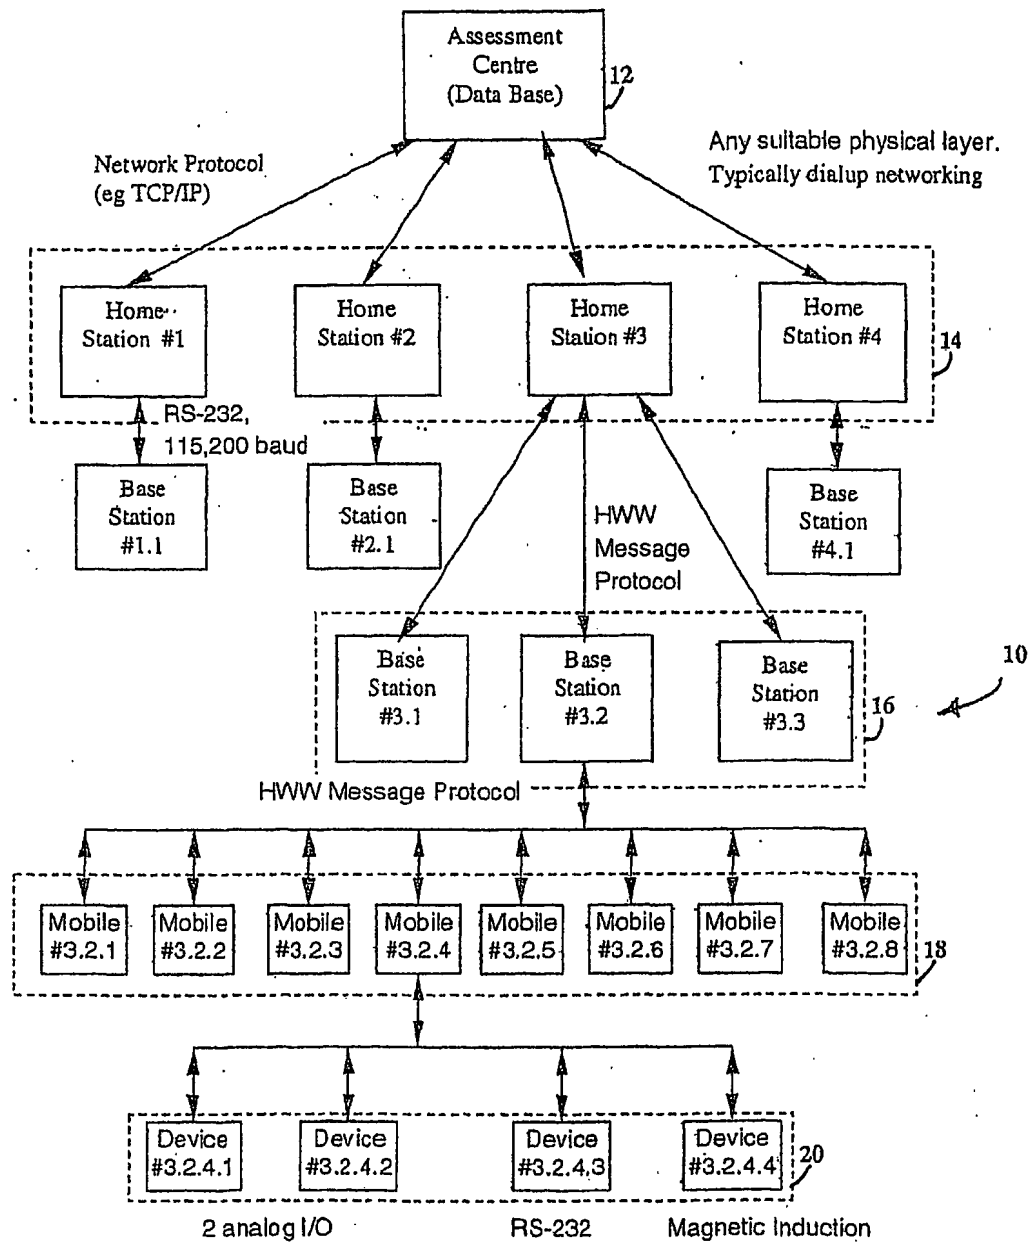 Assessment
Centre
(Data Base)
12
Network Protocol
(eg TCP/IP)
Any suitable physical layer.
Typically dialup networking
Home
Station #1
Home
Station #2
Home
Station #3
Home
Station #4
14
RS-232,
115,200 baud
Base
Station
#1.1
Base
Station
#2.1
HWW
Message
Protocol
Base
Station
#4.1
Base
Station
#3.1
Base
Station
#3.2
Base
Station
#3.3
16
10
HWW Message Protocol
Mobile
#3.2.1
Mobile
#3.2.2
Mobile
#3.2.3
Mobile
#3.2.4
Mobile
#3.2.5
Mobile
#3.2.6
Mobile
#3.2.7
Mobile
#3.2.8
18
Device
#3.2.4.1
Device
#3.2.4.2
Device
#3.2.4.3
Device
#3.2.4.4
20
2 analog I/O
RS-232
Magnetic Induction